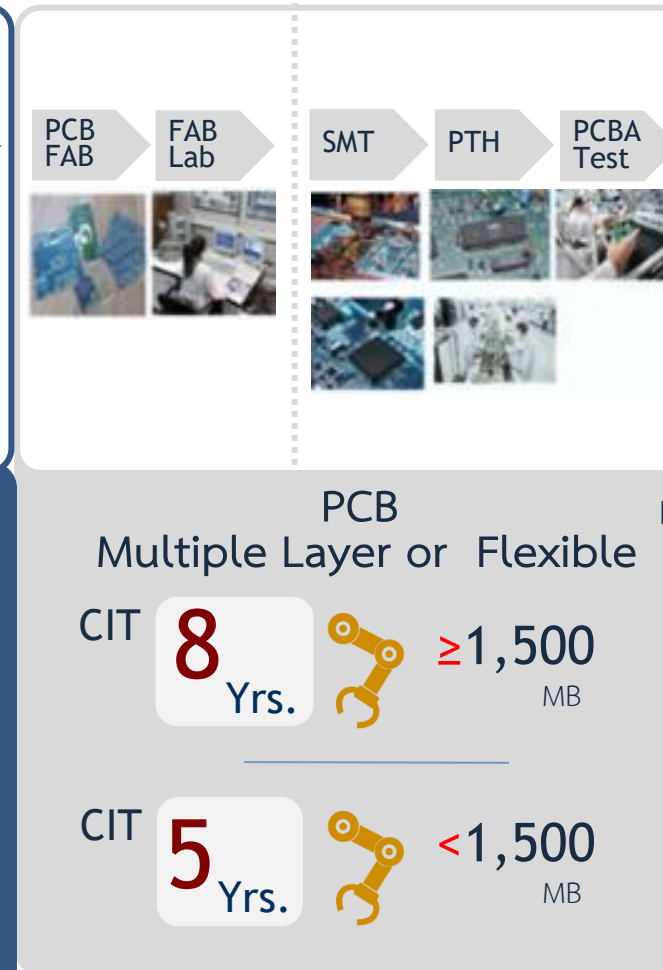 PCB
FAB
FAB
Lab
SMT
PTH
PCBA
Test
PCB
Multiple Layer or Flexible
CIT 8 Yrs. ≥1,500
MB
CIT 5 Yrs. <1,500
MB